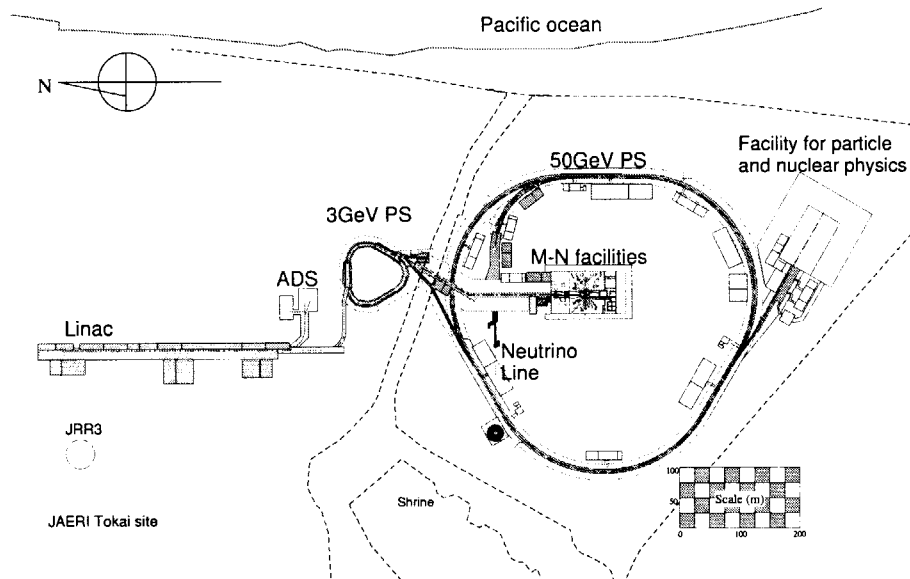 Pacific ocean
N
Facility for particle
and nuclear physics
50GeV PS
3GeV PS
M-N facilities
ADS
Linac
Neutrino
Line
JRR3
100
50
Scale (m)
0
100
200
Shrine
JAERI Tokai site